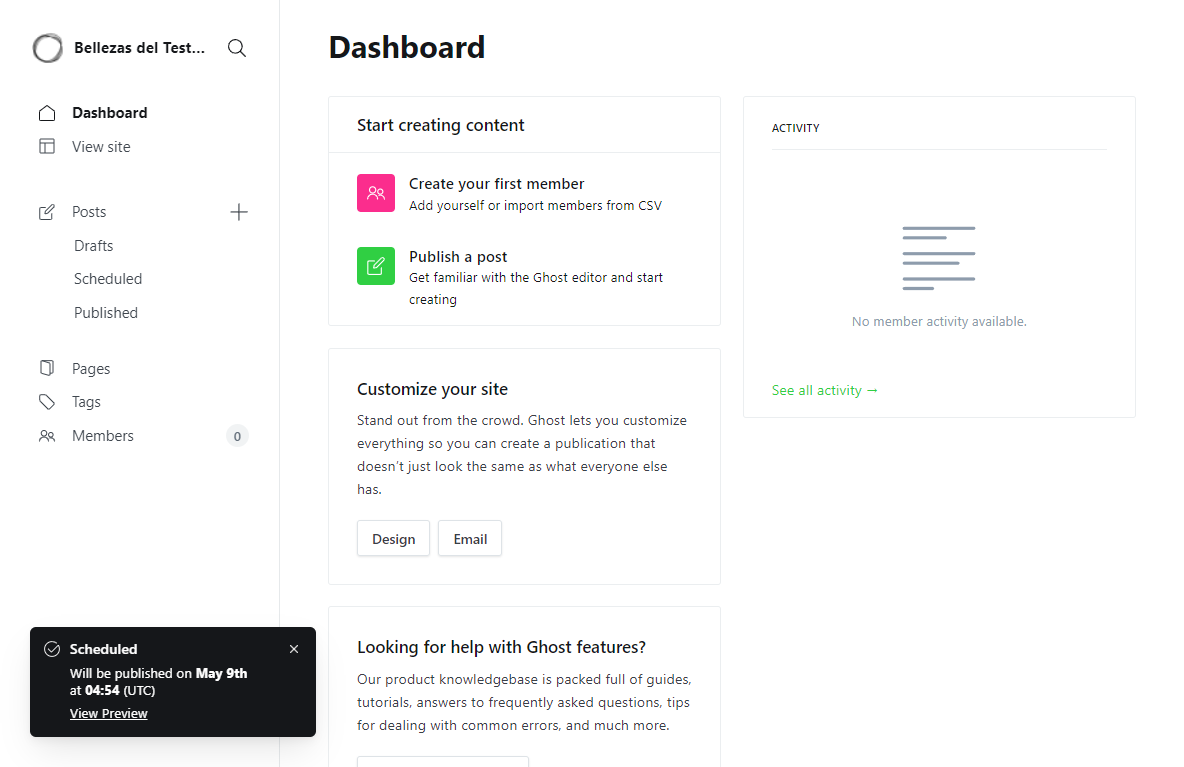 Bellezas del Test...
Dashboard
View site
Posts
Drafts
Scheduled
Published
Pages
Tags
Members
0
Scheduled
Will be published on May 9th
at 04:54 (UTC)
View Preview
Dashboard
Start creating content
Create your first member
Add yourself or import members from CSV
Publish a post
Get familiar with the Ghost editor and start
creating
Customize your site
Stand out from the crowd. Ghost lets you customize
everything so you can create a publication that
doesn't just look the same as what everyone else
has.
Design
Email
Looking for help with Ghost features?
Our product knowledgebase is packed full of guides,
tutorials, answers to frequently asked questions, tips
for dealing with common errors, and much more.
ACTIVITY
No member activity available.
See all activity →